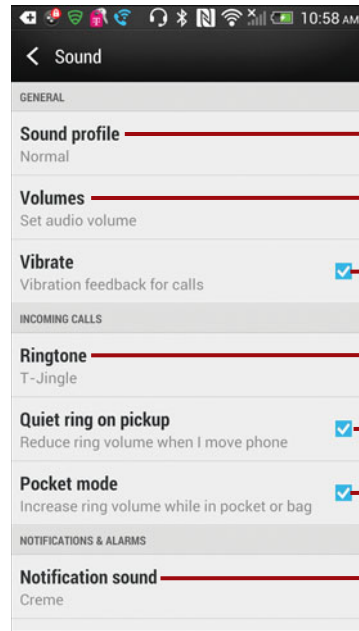 10:58 AM
Sound
GENERAL
Sound profile
Normal
Volumes
Set audio volume
Vibrate
Vibration feedback for calls
INCOMING CALLS
Ringtone
T-Jingle
Quiet ring on pickup
Reduce ring volume when I move phone
Pocket mode
Increase ring volume while in pocket or bag
NOTIFICATIONS & ALARMS
Notification sound
Creme